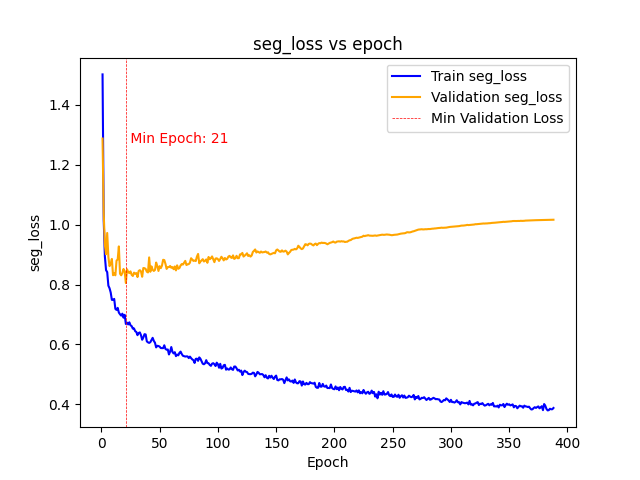 seg_loss vs epoch
Train seg_loss
Validation seg_loss
Min Validation Loss
Min Epoch: 21
seg_loss
1.4
1.2
1.0
0.8
0.6
0.4
0 50 100 150 200 250 300 350 400
Epoch